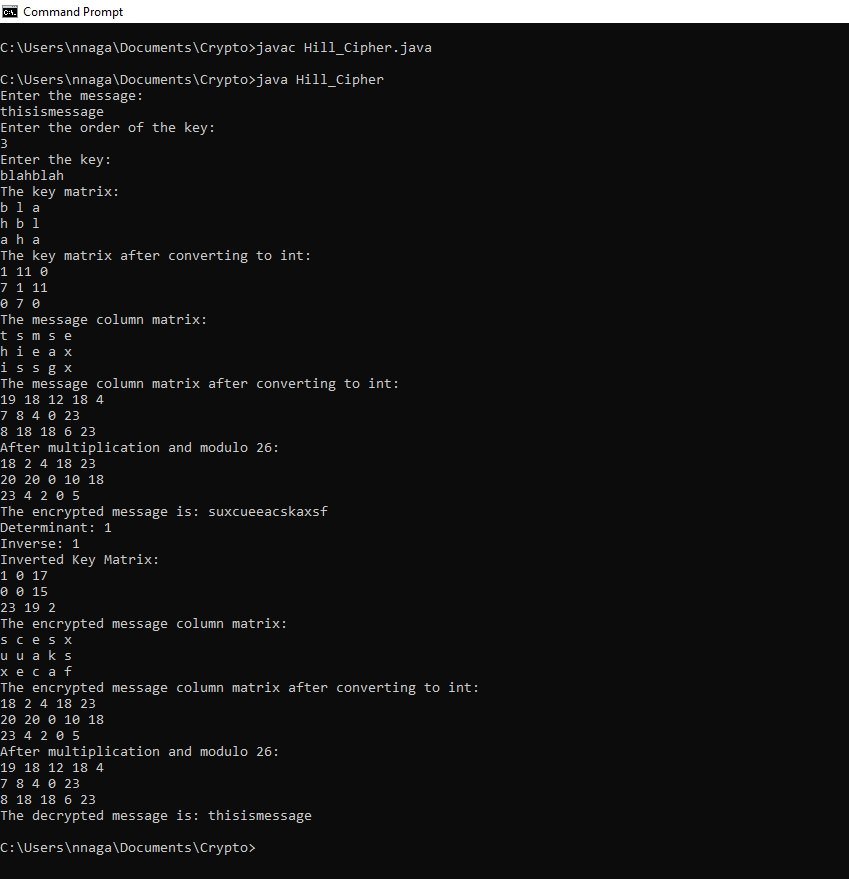 Command Prompt
C:\Users\nnaga\Documents\Crypto>javac Hill_Cipher.java
C:\Users\nnaga\Documents\Crypto>java Hill_Cipher
Enter the message:
thisismessage
Enter the order of the key:
3
Enter the key:
blahblah
The key matrix:
b l a
h b l
a h a
The key matrix after converting to int:
1 11 0
7 1 11
0 7 0
The message column matrix:
t s m s e
h i e a x
i s s g x
The message column matrix after converting to int:
19 18 12 18 4
7 8 4 0 23
8 18 18 6 23
After multiplication and modulo 26:
18 2 4 18 23
20 20 0 10 18
23 4 2 0 5
The encrypted message is: suxcueeacskaxsf
Determinant: 1
Inverse: 1
Inverted Key Matrix:
1 0 17
0 0 15
23 19 2
The encrypted message column matrix:
s c e s x
u u a k s
x e c a f
The encrypted message column matrix after converting to int:
18 2 4 18 23
20 20 0 10 18
23 4 2 0 5
After multiplication and modulo 26:
19 18 12 18 4
7 8 4 0 23
8 18 18 6 23
The decrypted message is: thisismessage
C:\Users\nnaga\Documents\Crypto>